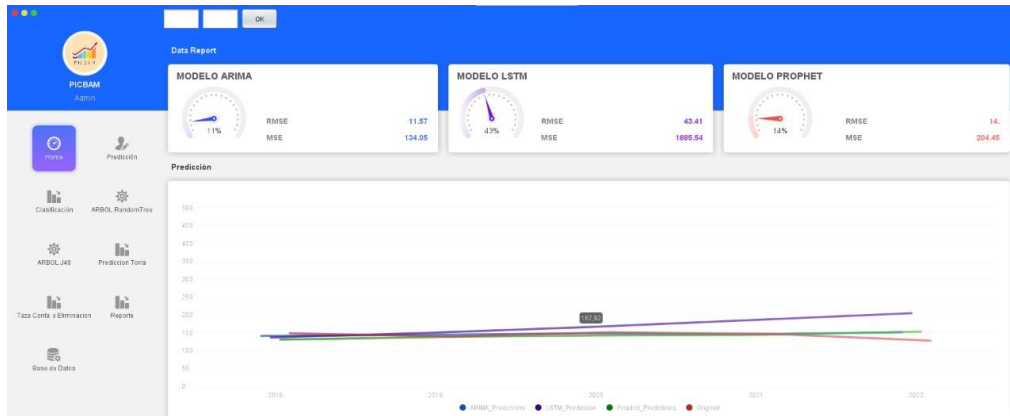 OK
PICBAM
PICBAM
Admin
Home
Predicción
Clasificación
ARBOL RandomTree
ARBOL J48
Prediccion Torra
Taza Conta. y Eliminacion
Reporte
Base de Datos
Data Report
MODELO ARIMA
11%
RMSE 11.57
MSE 134.05
MODELO LSTM
43%
RMSE 43.41
MSE 1885.54
MODELO PROPHET
14%
RMSE 14.
MSE 204.45
Predicción
500
450
400
350
300
250
200
150
100
50
0
167,92
2018
2019
2020
2021
2022
ARIMA_Predictions
LSTM_Prediccion
Prophet_Predictions
Original